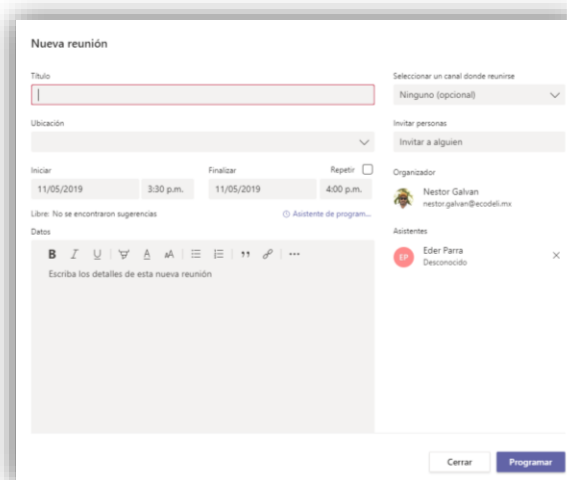 Nueva reunión
Título
Seleccionar un canal donde reunirse
Ninguno (opcional)
Ubicación
Invitar personas
Invitar a alguien
Iniciar
Finalizar
Repetir
Organizador
11/05/2019
3:30 p.m.
11/05/2019
4:00 p.m.
Nestor Galvan
nestor.galvan@ecodeli.mx
Libre: No se encontraron sugerencias
Asistente de program...
Datos
Asistentes
B I U A AA
Escriba los detalles de esta nueva reunión
EP
Eder Parra
Desconocido
Cerrar
Programar